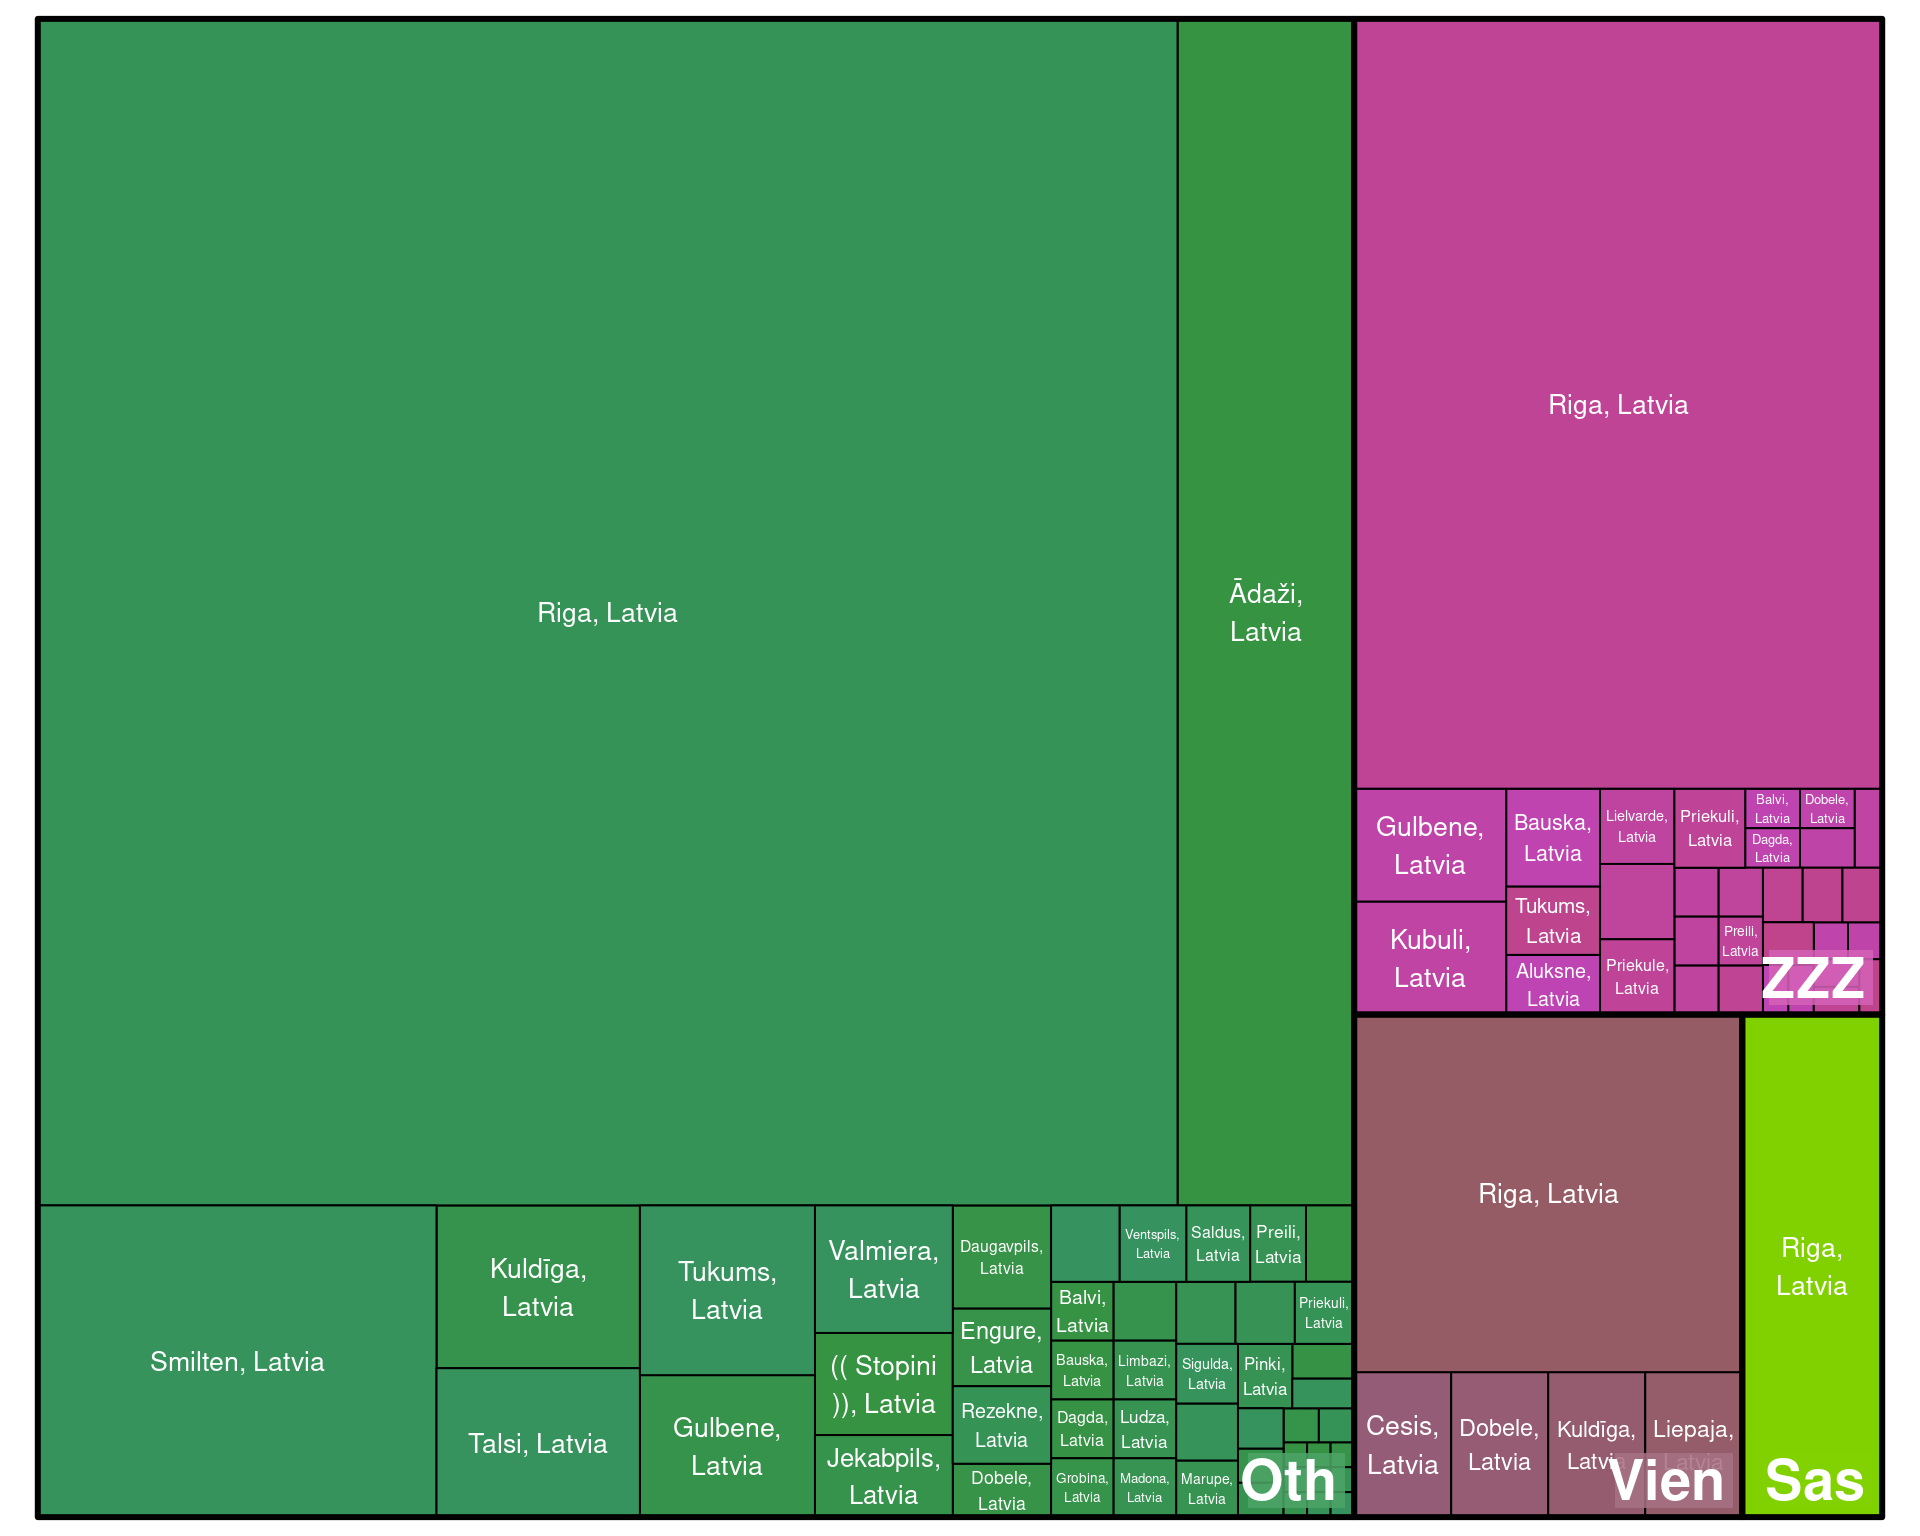 Riga, Latvia
Ādaži,
Latvia
Smilten, Latvia
Kuldīga,
Latvia
Talsi, Latvia
Tukums,
Latvia
Gulbene,
Latvia
Valmiera,
Latvia
(( Stopini
)), Latvia
Jekabpils,
Latvia
Daugavpils,
Latvia
Engure,
Latvia
Rezekne,
Latvia
Dobele,
Latvia
Ventspils,
Latvia
Saldus,
Latvia
Preili,
Latvia
Balvi,
Latvia
Priekuli,
Latvia
Bauska,
Latvia
Limbazi,
Latvia
Sigulda,
Latvia
Pinki,
Latvia
Dagda,
Latvia
Ludza,
Latvia
Grobina,
Latvia
Madona,
Latvia
Marupe,
Latvia
Oth
Riga, Latvia
Gulbene,
Latvia
Kubuli,
Latvia
Bauska,
Latvia
Tukums,
Latvia
Aluksne,
Latvia
Lielvarde,
Latvia
Priekule,
Latvia
Priekuli,
Latvia
Balvi,
Latvia
Dobele,
Latvia
Dagda,
Latvia
Preili,
Latvia
ZZZ
Riga, Latvia
Cesis,
Latvia
Dobele,
Latvia
Kuldīga,
Latvia
Liepaja,
Latvia
Vien
Riga,
Latvia
Sas